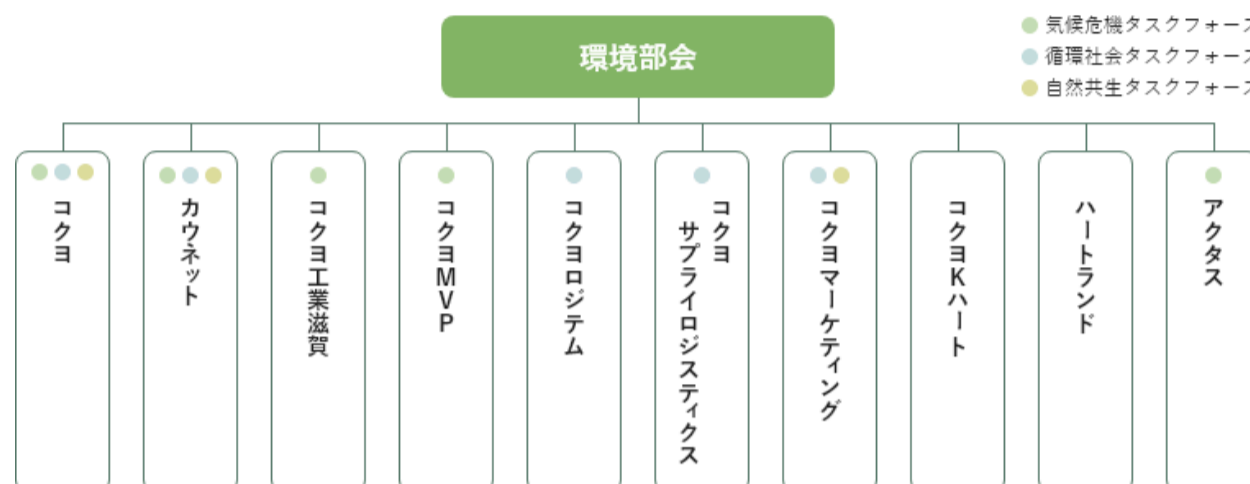 環境部会
気候危機タスクフォース
循環社会タスクフォース
自然共生タスクフォース
コクヨ
カウネット
コクヨ工業滋賀
コクヨMVP
コクヨロジテム
コクヨ
サプライロジスティクス
コクヨマーケティング
コクヨKハート
ハートランド
アクタス